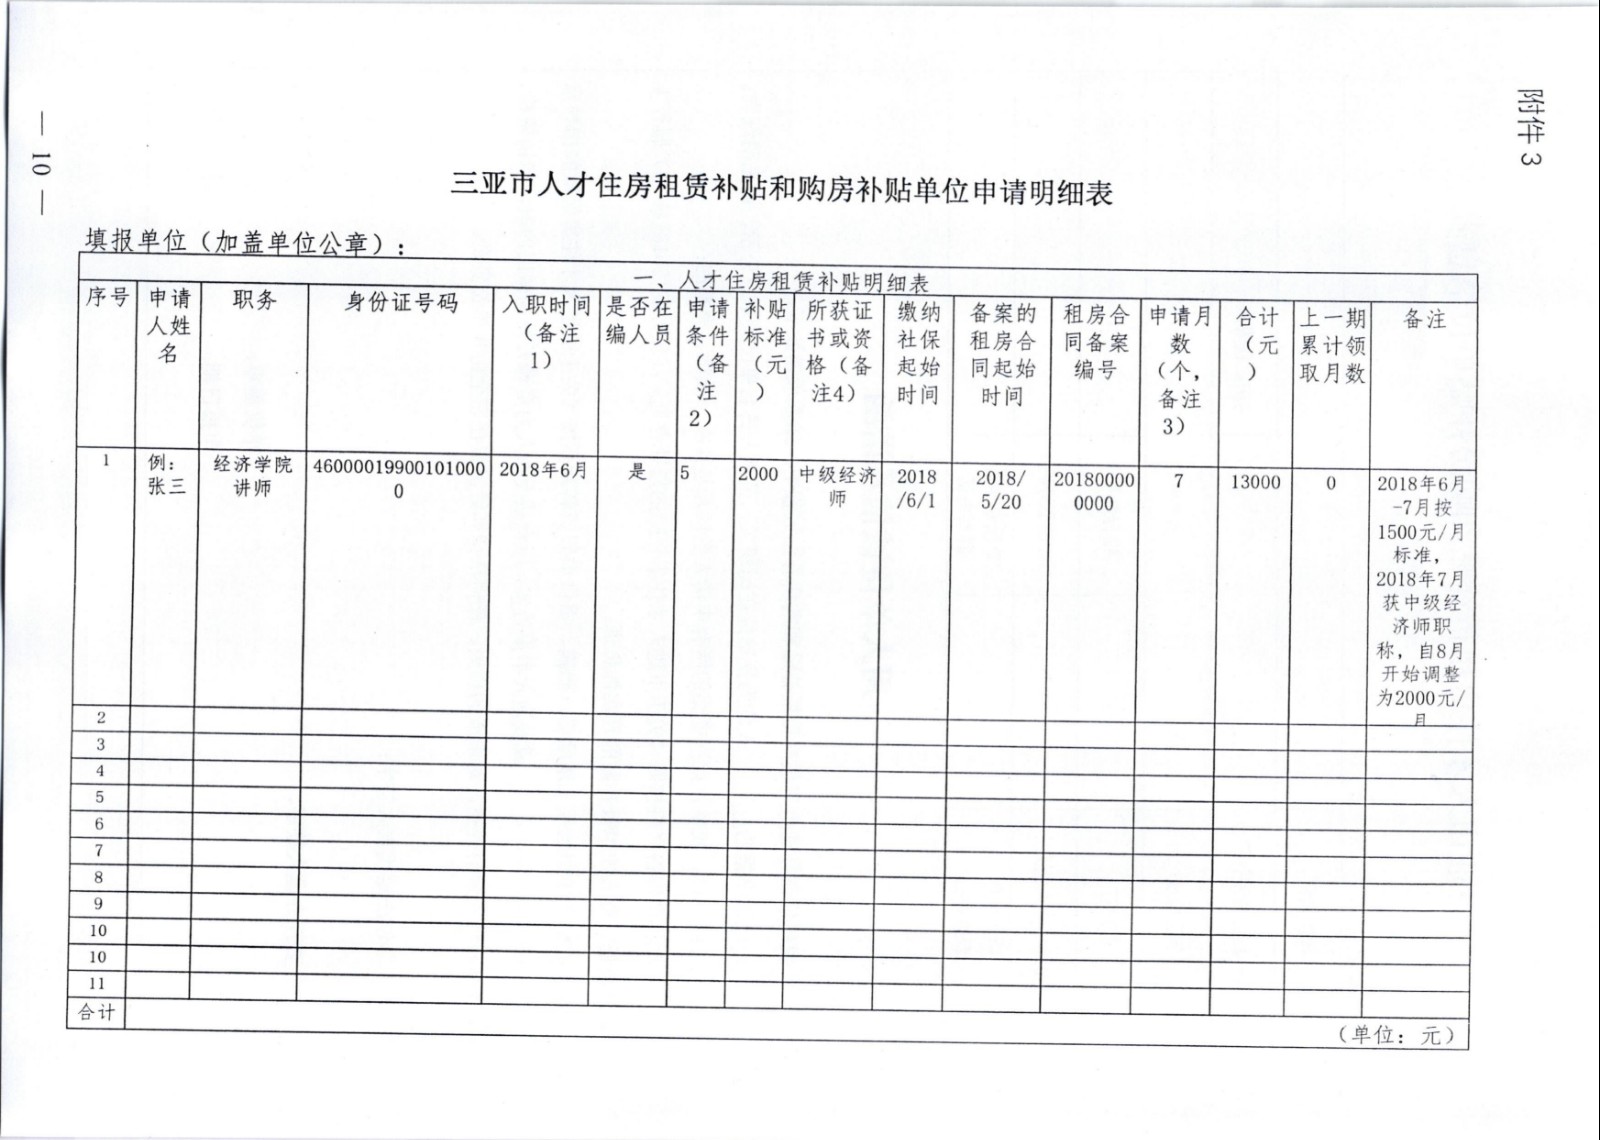 附件 3
— 10 —
三亚市人才住房租赁补贴和购房补贴单位申请明细表
填报单位（加盖单位公章）：
一、人才住房租赁补贴明细表
序号
申请
人姓
名
职务
身份证号码
入职时间
（备注
1）
是否在
编人员
申请
条件
（备
注
2）
补贴
标准
（元
）
所获证
书或资
格（备
注4）
缴纳
社保
起始
时间
备案的
租房合
同起始
时间
租房合
同备案
编号
申请月
数
（个，
备注
3）
合计
（元
）
上一期
累计领
取月数
备注
1
例：
张三
经济学院
讲师
46000019900101000
0
2018年6月
是
5
2000
中级经济
师
2018
/6/1
2018/
5/20
20180000
0000
7
13000
0
2018年6月
-7月按
1500元/月
标准，
2018年7月
获中级经
济师职
称，自8月
开始调整
为2000元/
月
2
3
4
5
6
7
8
9
10
10
11
合计
（单位：元）